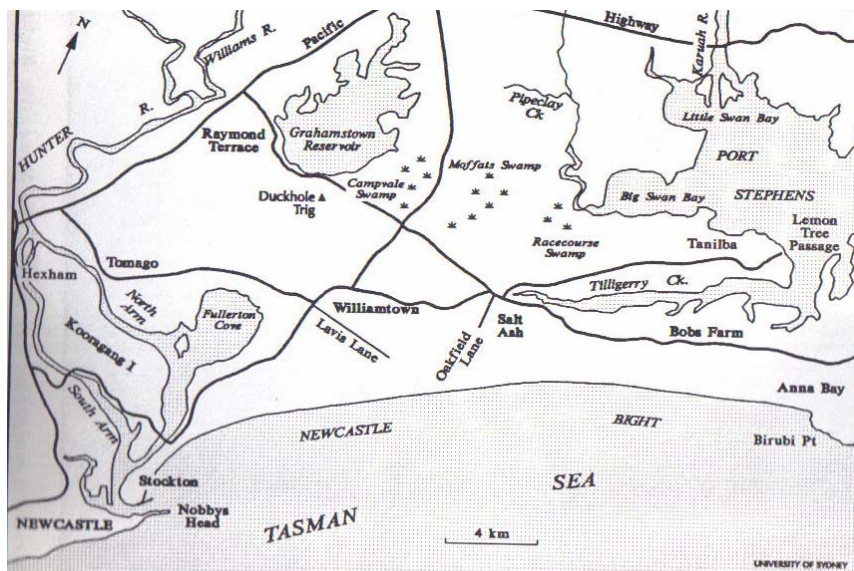 N
Williams R.
Pacific
Highway
Karuah R.
HUNTER
R.
Raymond
Terrace
Grahamstown
Reservoir
Pipeclay
Ck
Little Swan Bay
PORT
STEPHENS
Campvale
Swamp
Moffats Swamp
Duckhole
Trig
Big Swan Bay
Lemon
Tree
Passage
Racecourse
Swamp
Tanilba
Hexham
Tomago
North
Arm
Fullerton
Cove
Kooragang I
Williamtown
Lavis Lane
Tilligerry Ck.
Salt
Ash
Oakfield
Lane
Bobs Farm
South Arm
Anna Bay
NEWCASTLE
BIGHT
Birubi Pt
Stockton
Nobbys
Head
NEWCASTLE
TASMAN
SEA
4 km
UNIVERSITY OF SYDNEY